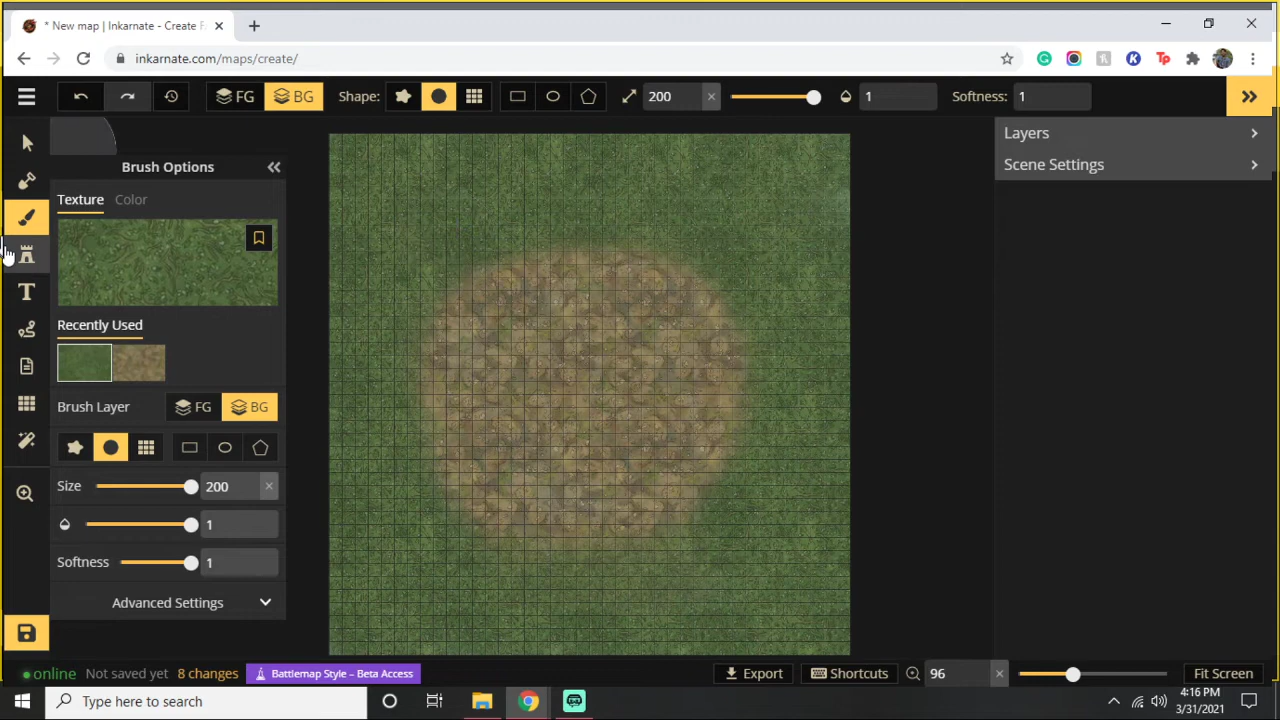 * New map | Inkarnate - Create F
inkarnate.com/maps/create/
FG BG Shape: 200 1 Softness: 1
Layers
Scene Settings
Brush Options
Texture Color
Recently Used
Brush Layer FG BG
Size 200
1
Softness 1
Advanced Settings
online Not saved yet 8 changes Battlemap Style – Beta Access Export Shortcuts 96 Fit Screen
Type here to search
4:16 PM
3/31/2021